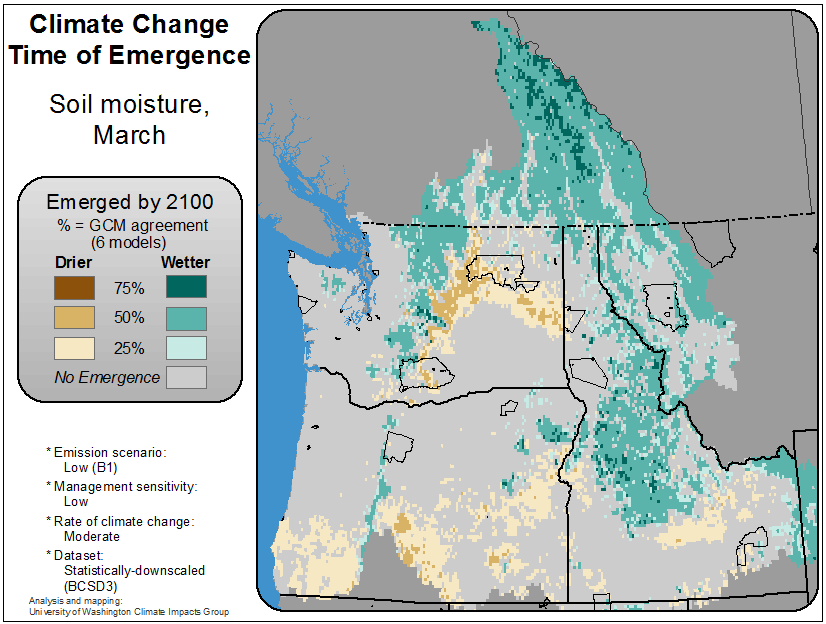 Climate Change
Time of Emergence
Soil moisture,
March
Emerged by 2100
% = GCM agreement
(6 models)
Drier Wetter
75%
50%
25%
No Emergence
* Emission scenario:
Low (B1)
* Management sensitivity:
Low
* Rate of climate change:
Moderate
* Dataset:
Statistically-downscaled
(BCSD3)
Analysis and mapping:
University of Washington Climate Impacts Group